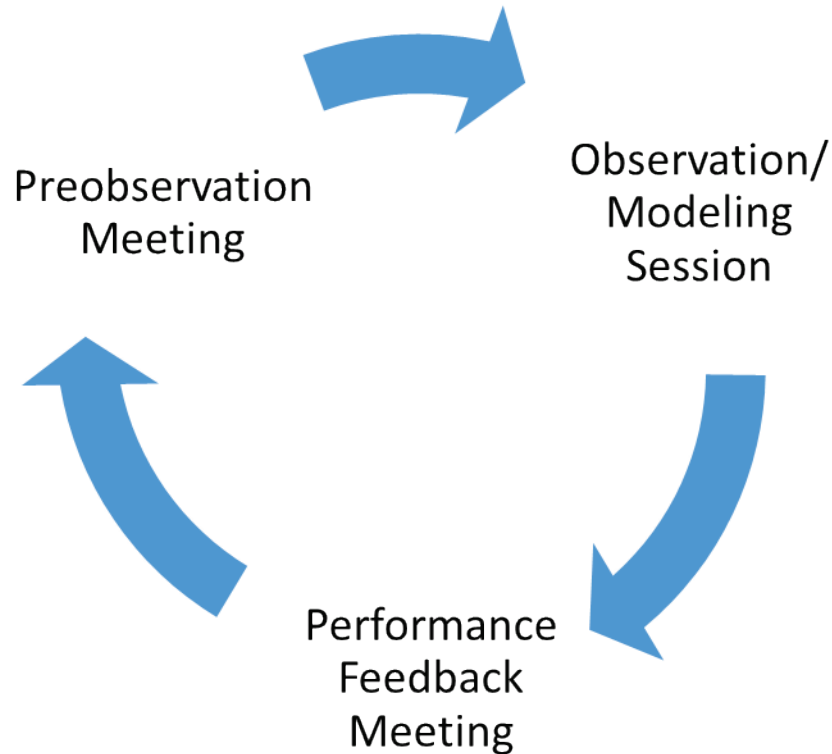 Preobservation
Meeting
Observation/
Modeling
Session
Performance
Feedback
Meeting